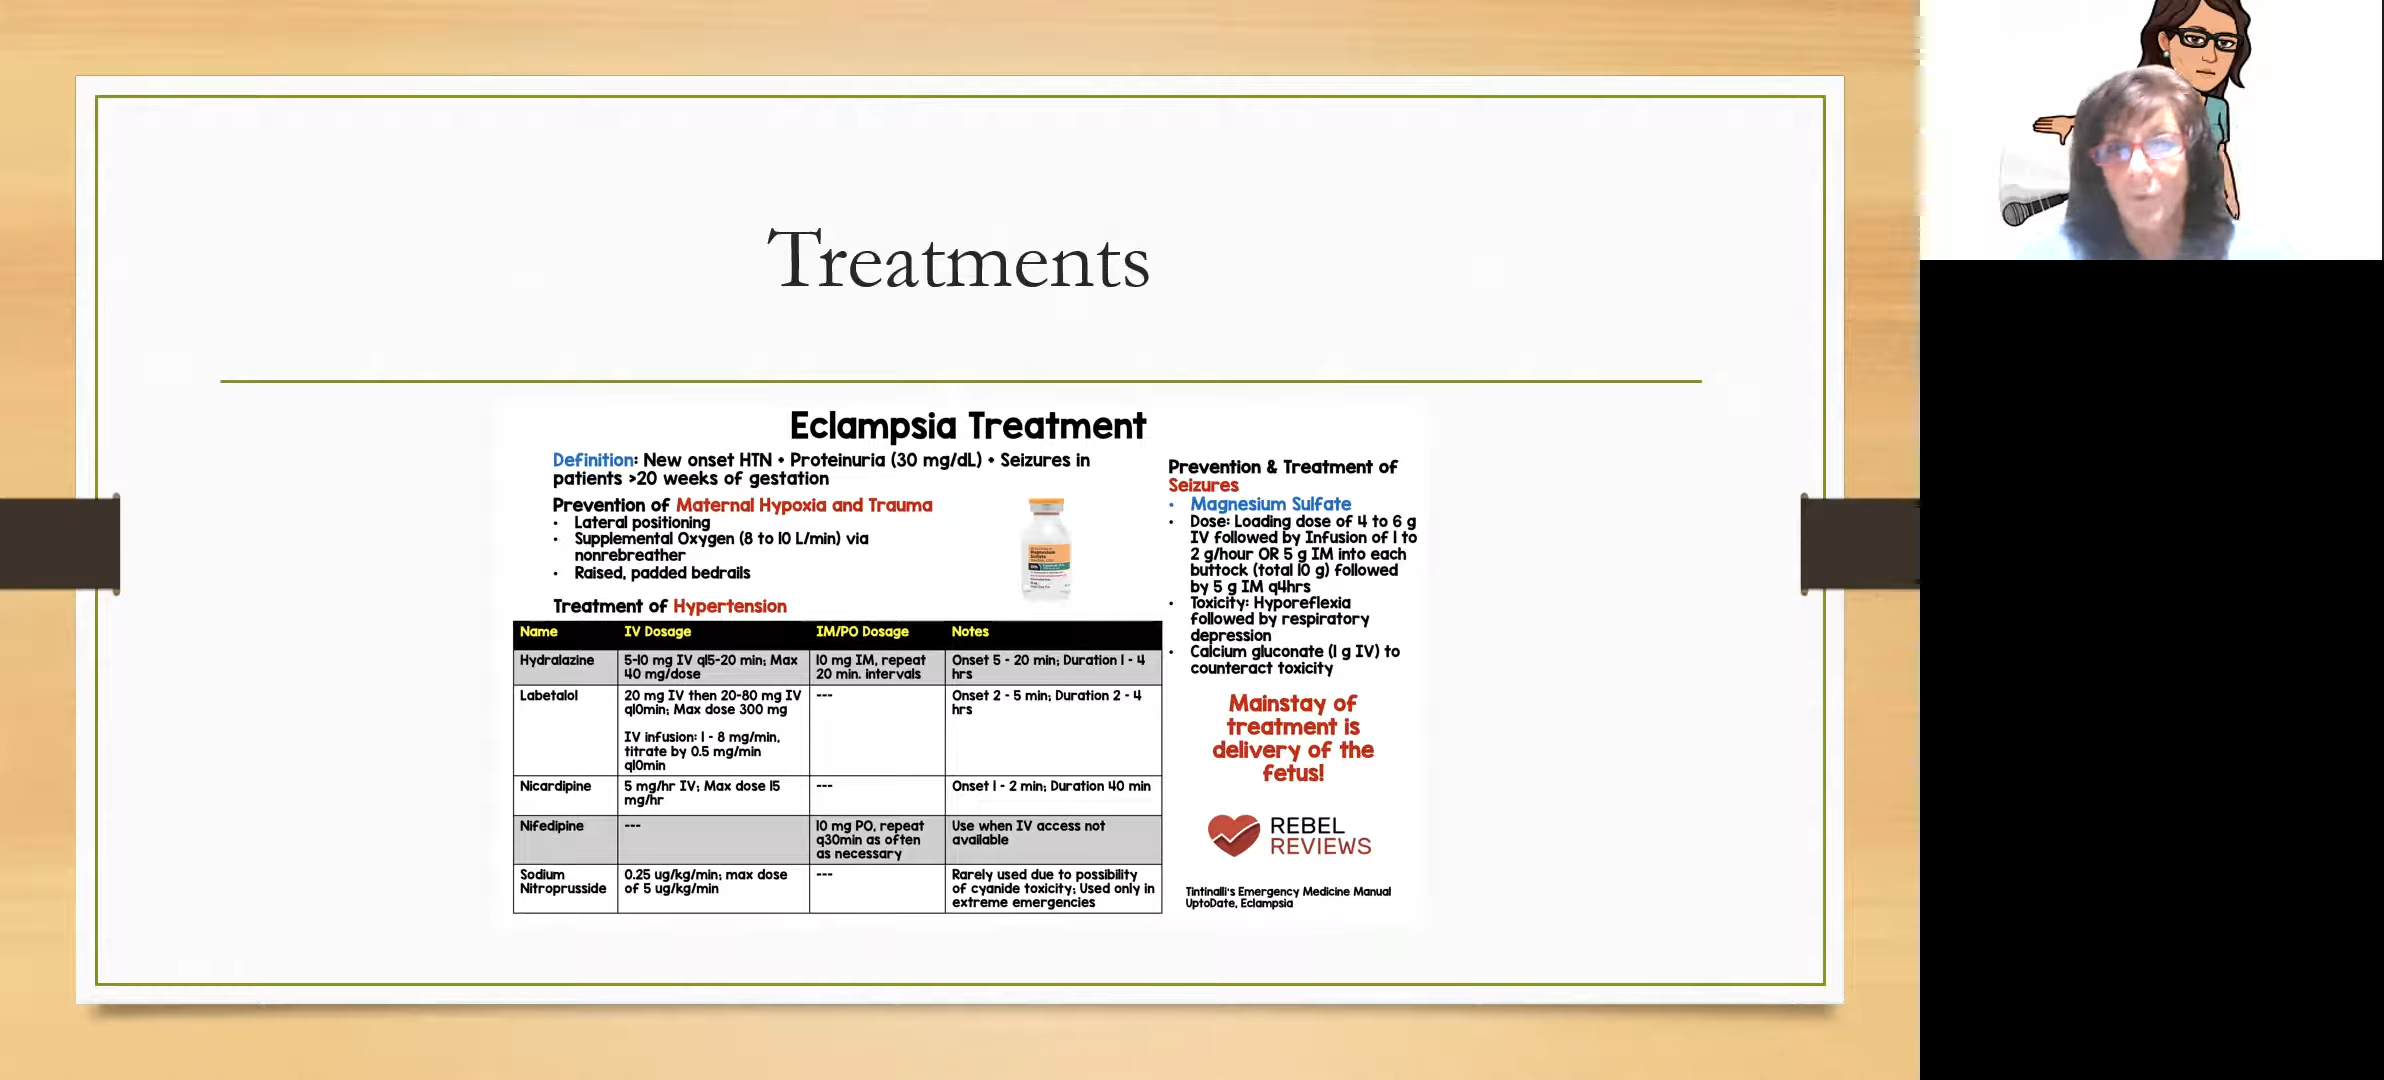 Treatments
Eclampsia Treatment
Definition: New onset HTN • Proteinuria (30 mg/dL) • Seizures in
patients >20 weeks of gestation
Prevention of Maternal Hypoxia and Trauma
• Lateral positioning
• Supplemental Oxygen (8 to 10 L/min) via
nonrebreather
• Raised, padded bedrails
Treatment of Hypertension
Name IV Dosage IM/PO Dosage Notes
Hydralazine 5-10 mg IV q15-20 min; Max 10 mg IM, repeat Onset 5 - 20 min; Duration 1 - 4
40 mg/dose 20 min. intervals hrs
Labetalol 20 mg IV then 20-80 mg IV --- Onset 2 - 5 min; Duration 2 - 4
q10min; Max dose 300 mg hrs
IV infusion: 1 - 8 mg/min,
titrate by 0.5 mg/min
q10min
Nicardipine 5 mg/hr IV; Max dose 15 --- Onset 1 - 2 min; Duration 40 min
mg/hr
Nifedipine --- 10 mg PO, repeat Use when IV access not
q30min as often available
as necessary
Sodium 0.25 ug/kg/min; max dose --- Rarely used due to possibility
Nitroprusside of 5 ug/kg/min of cyanide toxicity; Used only in
extreme emergencies
Prevention & Treatment of
Seizures
• Magnesium Sulfate
• Dose: Loading dose of 4 to 6 g
IV followed by Infusion of 1 to
2 g/hour OR 5 g IM into each
buttock (total 10 g) followed
by 5 g IM q4hrs
• Toxicity: Hyporeflexia
followed by respiratory
depression
• Calcium gluconate (1 g IV) to
counteract toxicity
Mainstay of
treatment is
delivery of the
fetus!
REBEL
REVIEWS
Tintinalli's Emergency Medicine Manual
UptoDate, Eclampsia
Magnesium
Sulfate